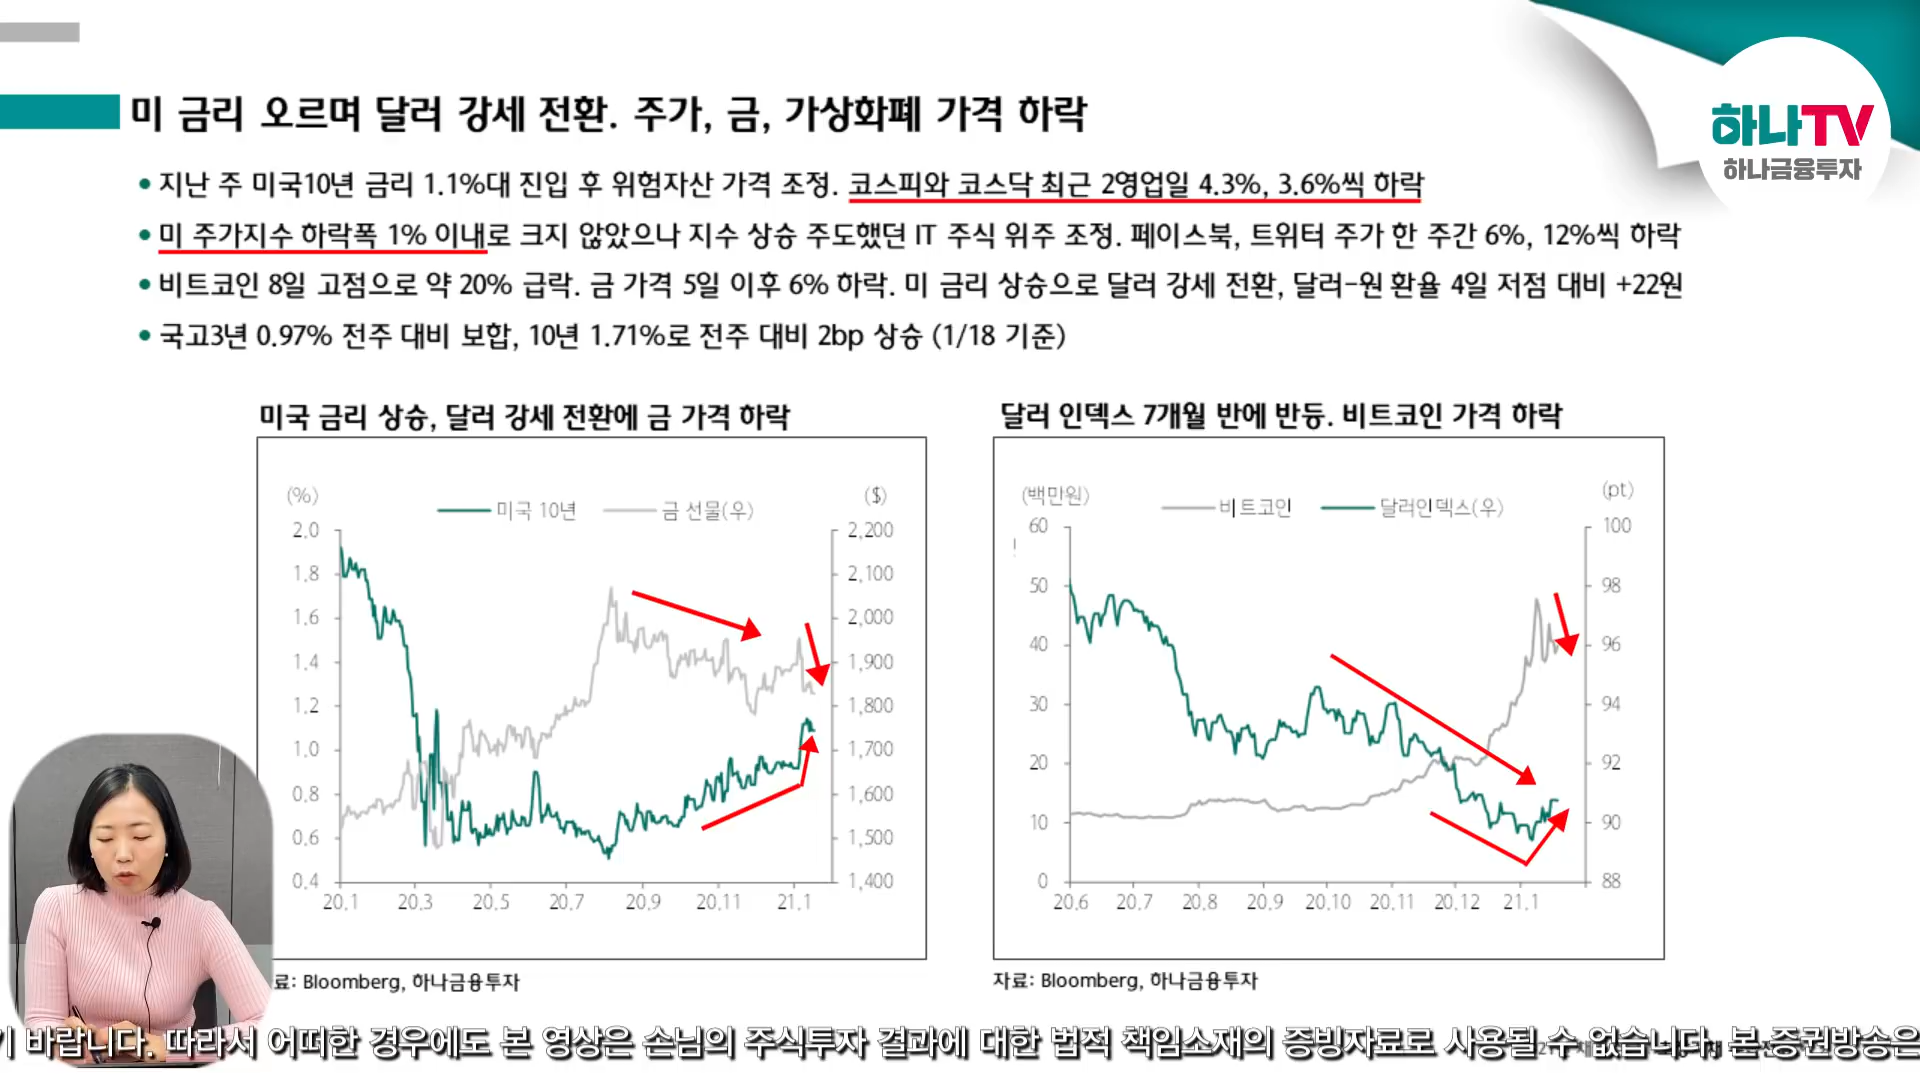 미 금리 오르며 달러 강세 전환. 주가, 금, 가상화폐 가격 하락
하나TV
하나금융투자
• 지난 주 미국10년 금리 1.1%대 진입 후 위험자산 가격 조정. 코스피와 코스닥 최근 2영업일 4.3%, 3.6%씩 하락
• 미 주가지수 하락폭 1% 이내로 크지 않았으나 지수 상승 주도했던 IT 주식 위주 조정. 페이스북, 트위터 주가 한 주간 6%, 12%씩 하락
• 비트코인 8일 고점으로 약 20% 급락. 금 가격 5일 이후 6% 하락. 미 금리 상승으로 달러 강세 전환, 달러-원 환율 4일 저점 대비 +22원
• 국고3년 0.97% 전주 대비 보합, 10년 1.71%로 전주 대비 2bp 상승 (1/18 기준)
미국 금리 상승, 달러 강세 전환에 금 가격 하락
(%)
($)
미국 10년
금 선물(우)
2.0
1.8
1.6
1.4
1.2
1.0
0.8
0.6
0.4
2,200
2,100
2,000
1,900
1,800
1,700
1,600
1,500
1,400
20.1 20.3 20.5 20.7 20.9 20.11 21.1
료: Bloomberg, 하나금융투자
달러 인덱스 7개월 반에 반등. 비트코인 가격 하락
(백만원)
(pt)
비트코인
달러인덱스(우)
60
50
40
30
20
10
0
100
98
96
94
92
90
88
20.6 20.7 20.8 20.9 20.10 20.11 20.12 21.1
자료: Bloomberg, 하나금융투자
기 바랍니다. 따라서 어떠한 경우에도 본 영상은 손님의 주식투자 결과에 대한 법적 책임소재의 증빙자료로 사용될 수 없습니다. 본 증권방송은